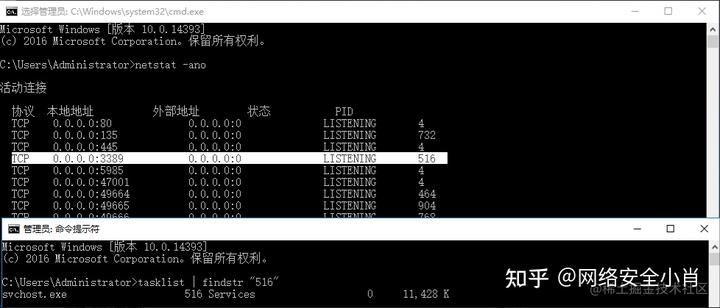 选择管理员: C:\Windows\system32\cmd.exe
Microsoft Windows [版本 10.0.14393]
(c) 2016 Microsoft Corporation。保留所有权利。
C:\Users\Administrator>netstat -ano
活动连接
协议 本地地址 外部地址 状态 PID
TCP 0.0.0.0:80 0.0.0.0:0 LISTENING 4
TCP 0.0.0.0:135 0.0.0.0:0 LISTENING 732
TCP 0.0.0.0:445 0.0.0.0:0 LISTENING 4
TCP 0.0.0.0:3389 0.0.0.0:0 LISTENING 516
TCP 0.0.0.0:5985 0.0.0.0:0 LISTENING 4
TCP 0.0.0.0:47001 0.0.0.0:0 LISTENING 4
TCP 0.0.0.0:49664 0.0.0.0:0 LISTENING 464
TCP 0.0.0.0:49665 0.0.0.0:0 LISTENING 904
TCP 0.0.0.0:49666 0.0.0.0:0 LISTENING 768
管理员: 命令提示符
Microsoft Windows [版本 10.0.14393]
(c) 2016 Microsoft Corporation。保留所有权利。
C:\Users\Administrator>tasklist | findstr "516"
svchost.exe 516 Services 0 11,428 K
知乎 @网络安全小肖
@稀土掘金技术社区